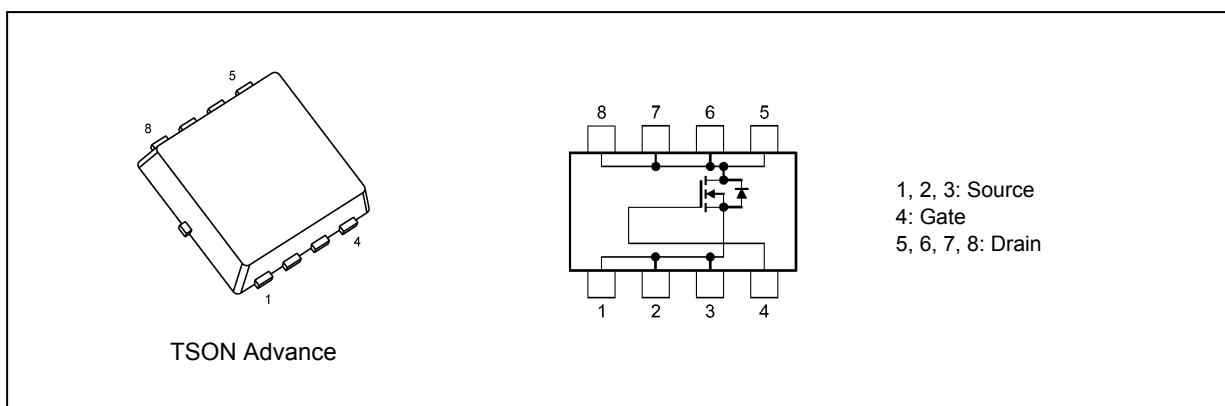 5
8
4
1
TSON Advance
8 7 6 5
1 2 3 4
1, 2, 3: Source
4: Gate
5, 6, 7, 8: Drain